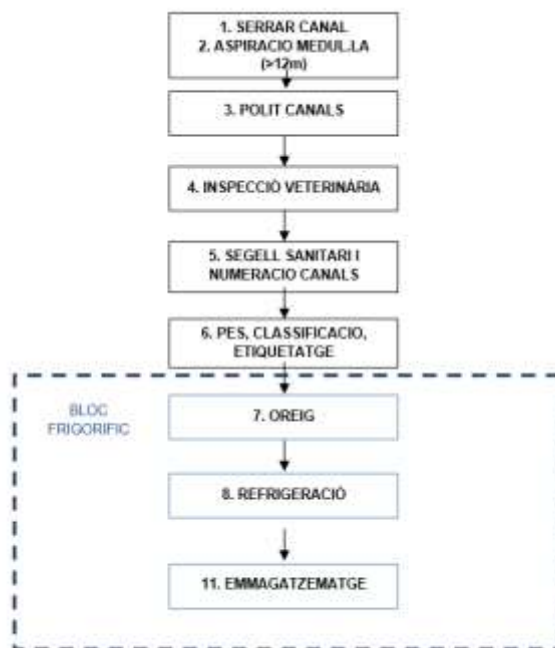 1. SERRAR CANAL
2. ASPIRACIO MEDUL.LA
(>12m)
3. POLIT CANALS
4. INSPECCIÓ VETERINÀRIA
5. SEGELL SANITARI I
NUMERACIO CANALS
6. PES, CLASSIFICACIO,
ETIQUETATGE
BLOC
FRIGORIFIC
7. OREIG
8. REFRIGERACIÓ
11. EMMAGATZEMATGE